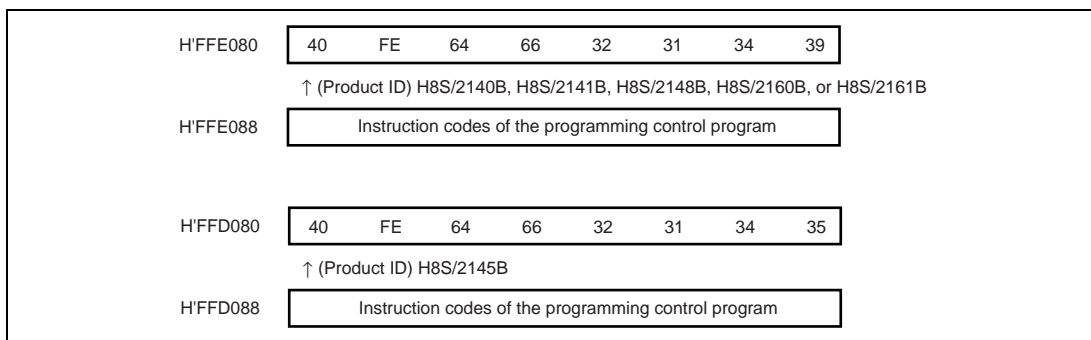 H'FFE080 40 FE 64 66 32 31 34 39
↑ (Product ID) H8S/2140B, H8S/2141B, H8S/2148B, H8S/2160B, or H8S/2161B
H'FFE088 Instruction codes of the programming control program
H'FFD080 40 FE 64 66 32 31 34 35
↑ (Product ID) H8S/2145B
H'FFD088 Instruction codes of the programming control program